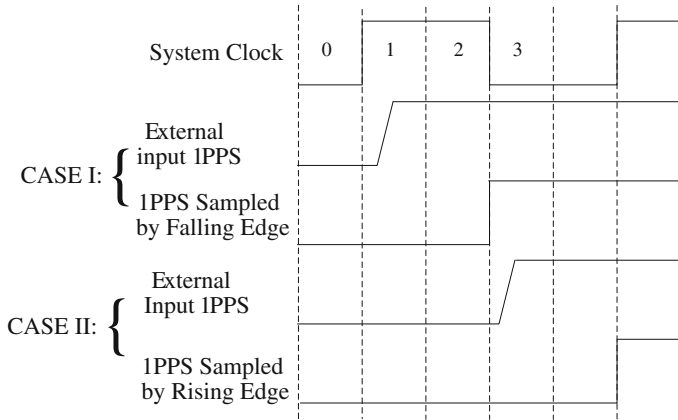 System Clock
0 1 2 3
External
input 1PPS
CASE I: {
1PPS Sampled
by Falling Edge
External
Input 1PPS
CASE II: {
1PPS Sampled
by Rising Edge